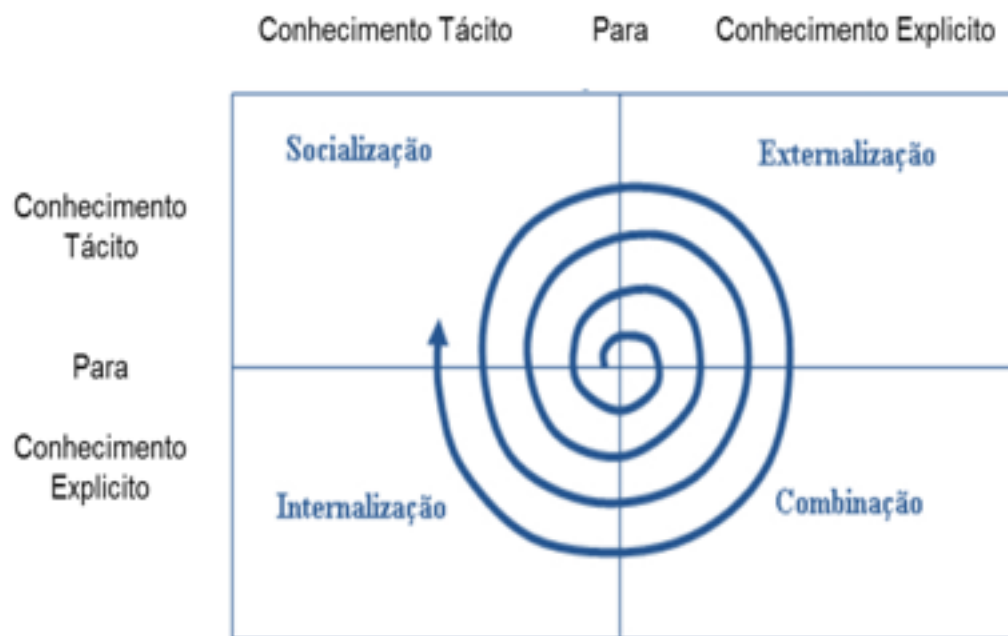 Conhecimento Tácito Para Conhecimento Explicito
Socialização
Externalização
Conhecimento
Tácito
Para
Conhecimento
Explicito
Internalização
Combinação